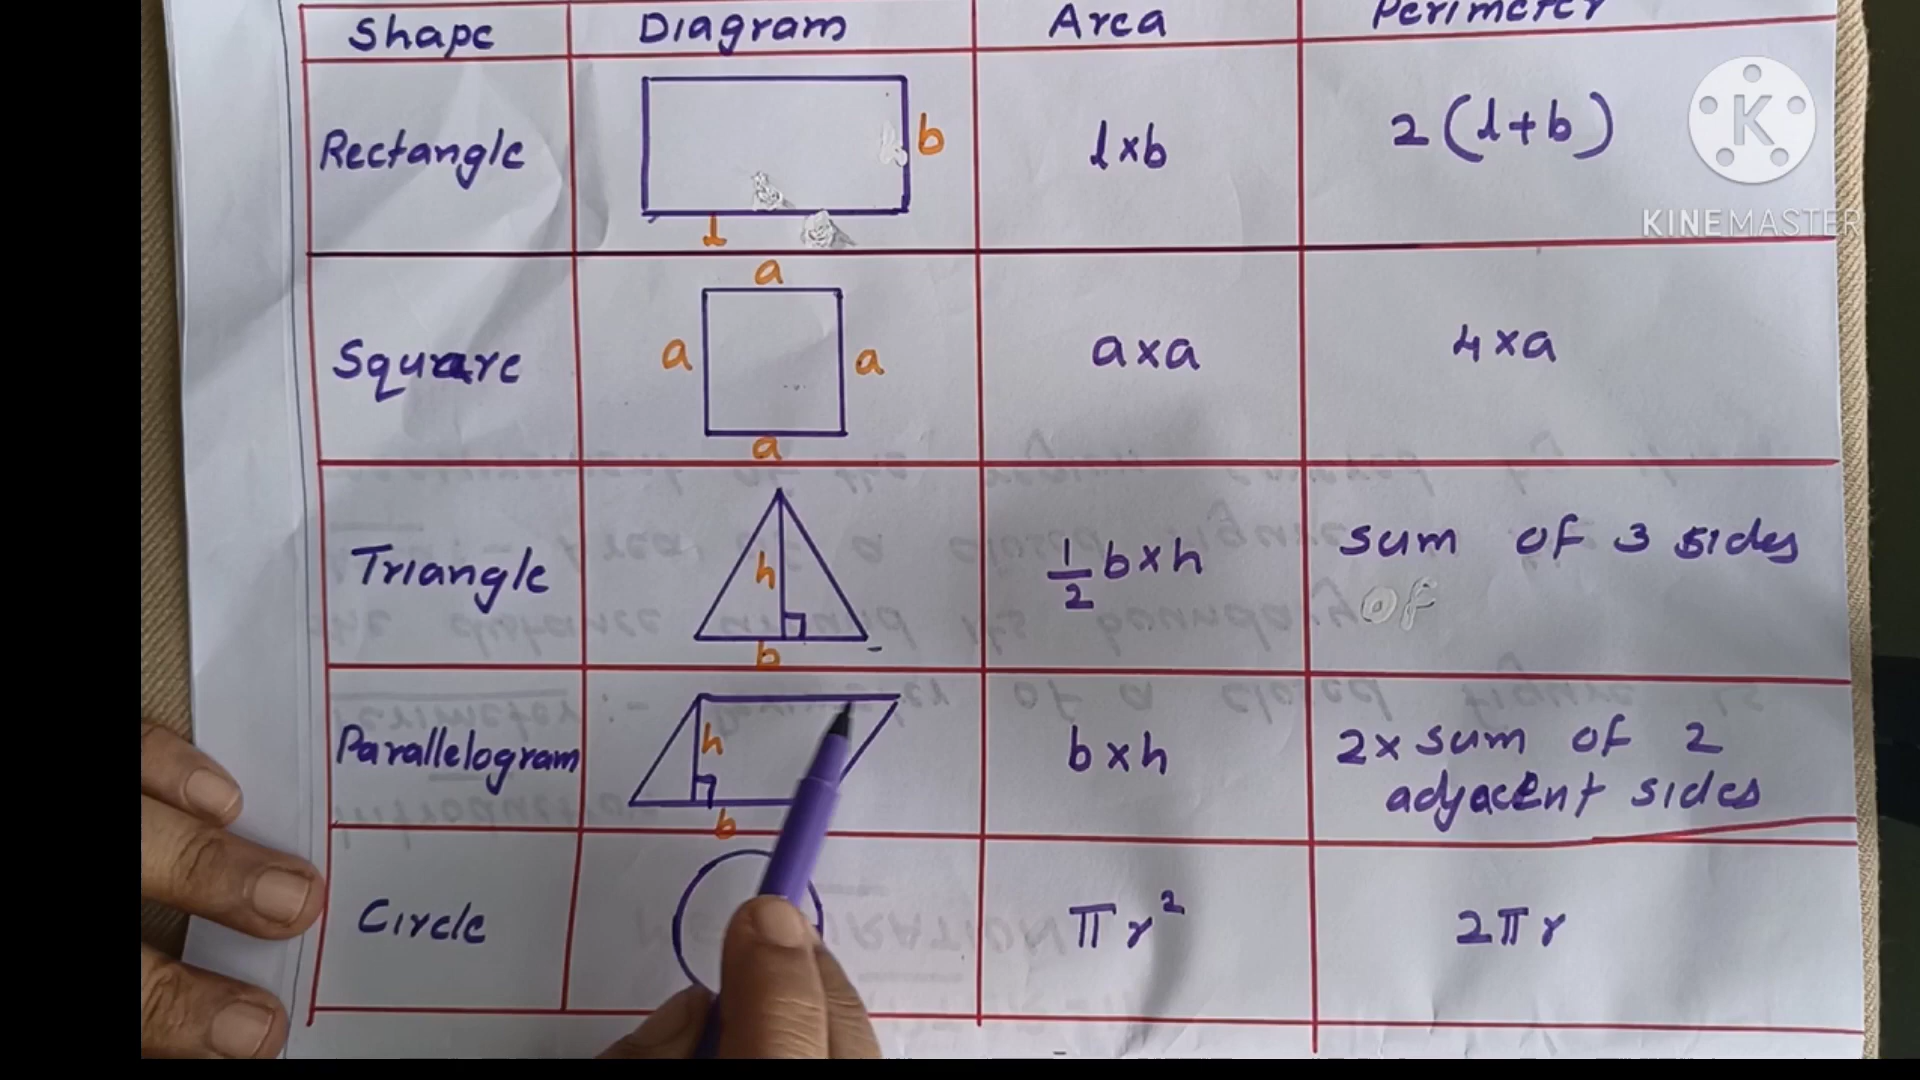 Shape Diagram Area Perimeter
Rectangle b l×b 2(l+b)
l
KINEMASTER
a
Square a a a×a 4×a
a
Triangle h 1/2 b×h sum of 3 sides
of
b
Parallelogram h b×h 2× sum of 2
adjacent sides
b
Circle πr² 2πr